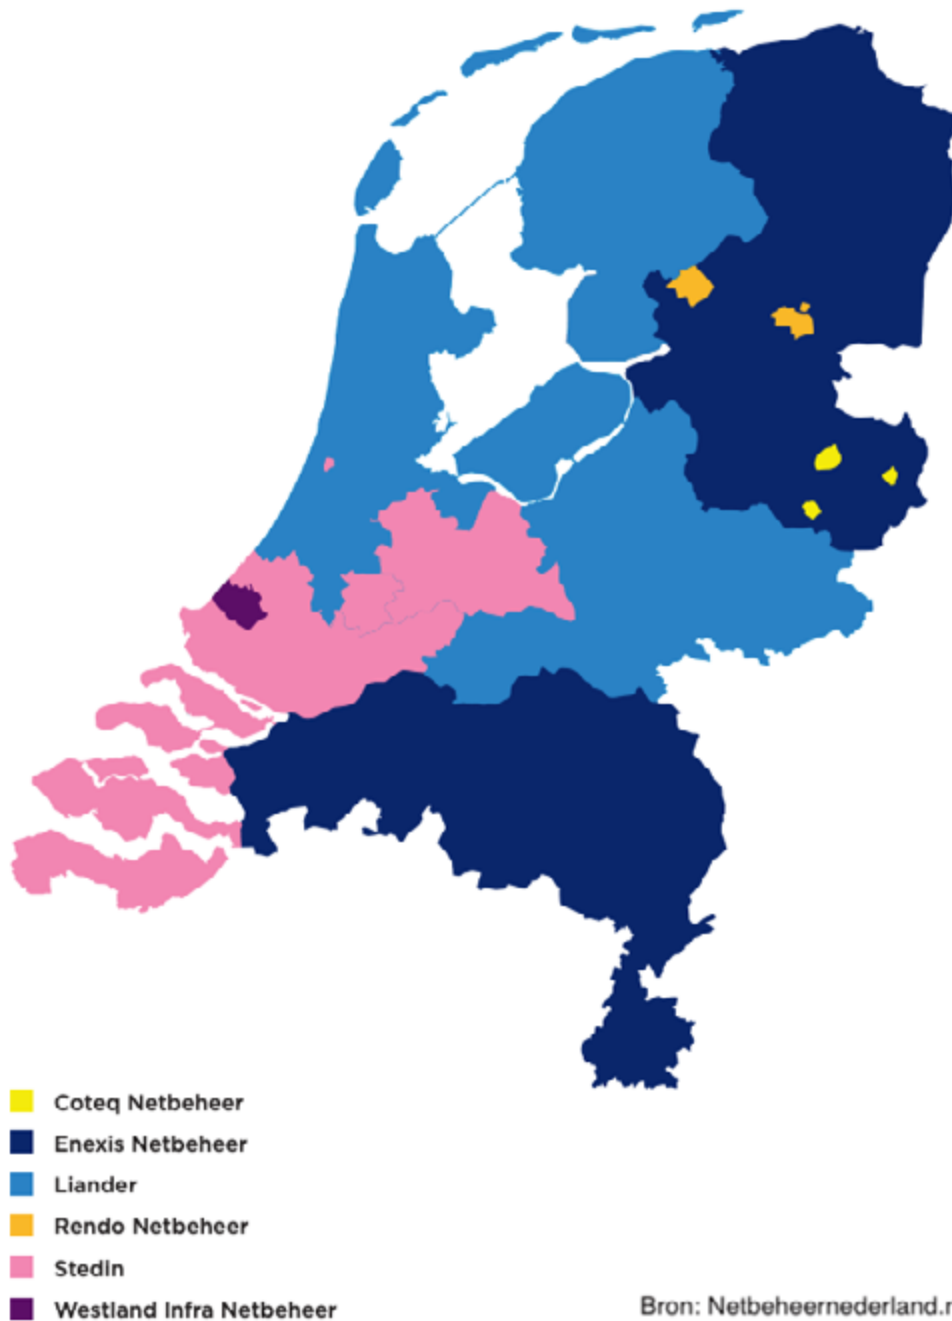 Coteq Netbeheer
Enexis Netbeheer
Liander
Rendo Netbeheer
StedIn
Westland Infra Netbeheer
Bron: Netbeheernederland.n